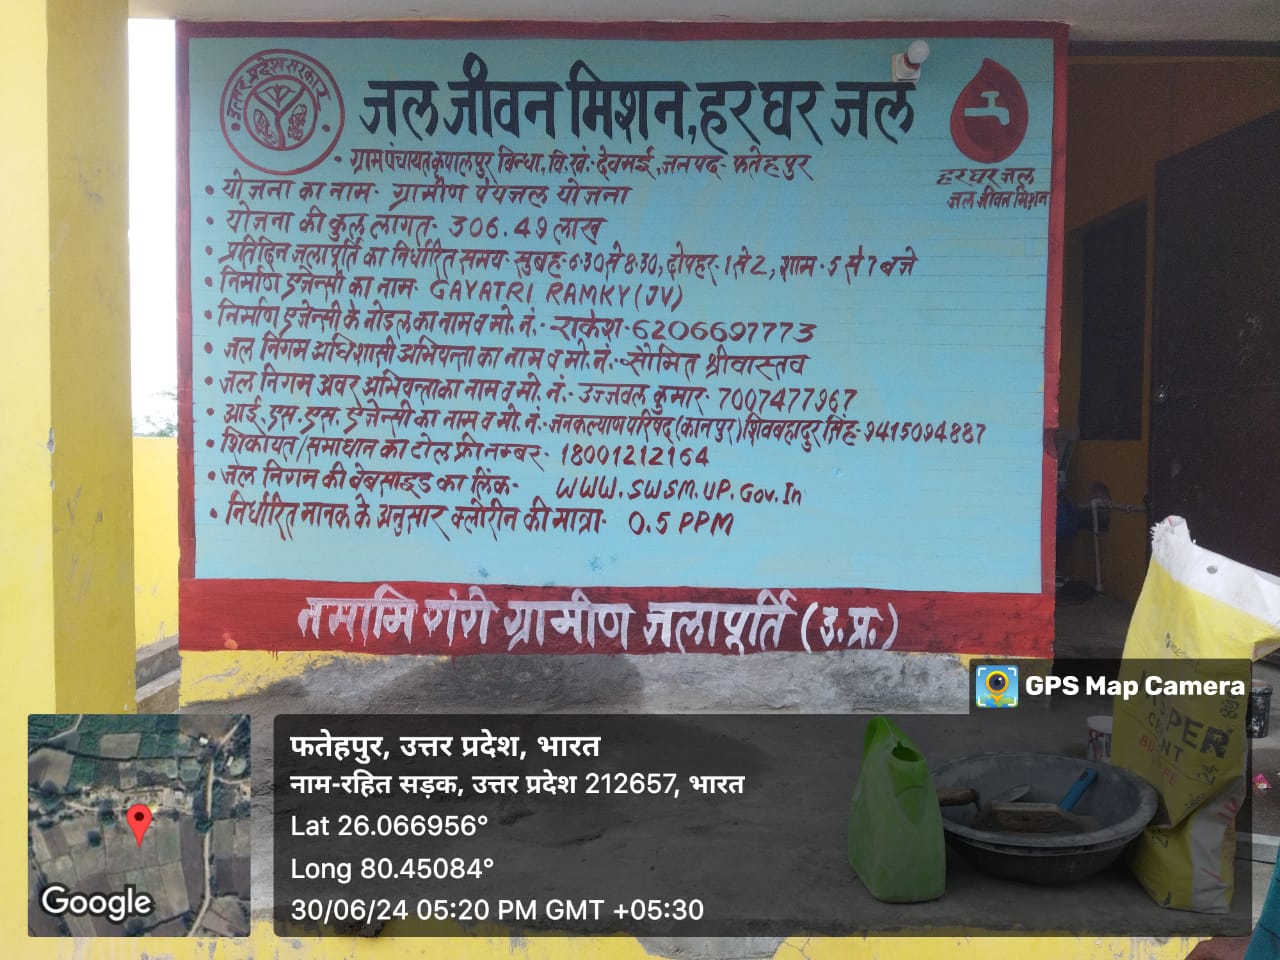 उत्तर प्रदेश सरकार
जल जीवन मिशन, हर घर जल
हर घर जल
जल जीवन मिशन
• ग्राम पंचायत कृपालपुर बिन्धा, वि.खं:- देवमई, जनपद- फतेहपुर
• योजना का नाम- ग्रामीण पेयजल योजना
• योजना की कुल लागत- 306.49 लाख
• प्रतिदिन जलापूर्ति का निर्धारित समय- सुबह-6:30 से 8:30, दोपहर-1 से 2, शाम-5 से 7 बजे
• निर्माण एजेन्सी का नाम- GAYATRI RAMKY (JV)
• निर्माण एजेन्सी के नोडल का नाम व मो. नं.- राकेश-6206697773
• जल निगम अधिशासी अभियन्ता का नाम व मो. नं.- सौमित श्रीवास्तव
• जल निगम अवर अभियन्ता का नाम व मो. नं.- उज्जवल कुमार- 7007477967
• आई.एस.एस. एजेन्सी का नाम व मो. नं.- जनकल्याण परिषद (कानपुर) शिवबहादुर सिंह-9415094887
• शिकायत/समाधान का टोल फ्री नम्बर- 18001212164
• जल निगम की वेबसाइड का लिंक- WWW.SWSM.UP.Gov.In
• निर्धारित मानक के अनुसार क्लोरीन की मात्रा- 0.5 PPM
नमामि गंगे ग्रामीण जलापूर्ति (उ.प्र.)
GPS Map Camera
फतेहपुर, उत्तर प्रदेश, भारत
नाम-रहित सड़क, उत्तर प्रदेश 212657, भारत
Lat 26.066956°
Long 80.45084°
30/06/24 05:20 PM GMT +05:30
Google